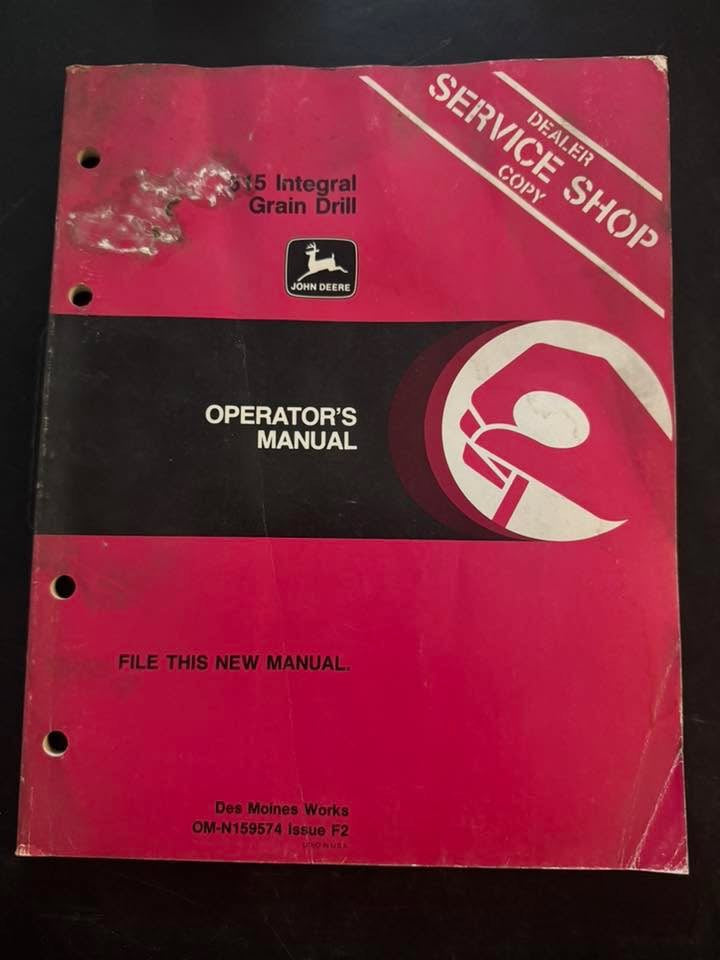 DEALER
SERVICE SHOP
COPY
515 Integral
Grain Drill
JOHN DEERE
OPERATOR'S
MANUAL
FILE THIS NEW MANUAL.
Des Moines Works
OM-N159574 Issue F2